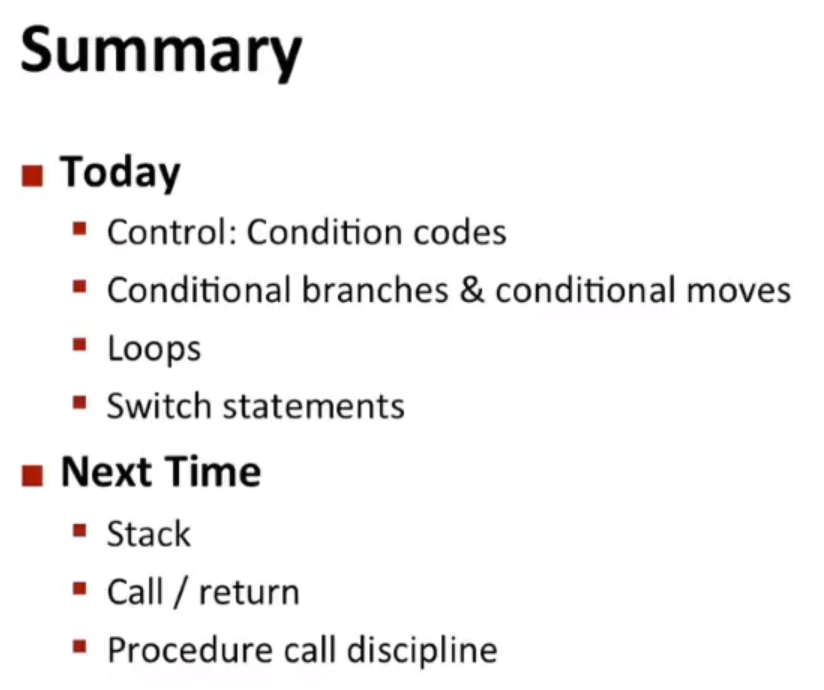 Summary
Today
Control: Condition codes
Conditional branches & conditional moves
Loops
Switch statements
Next Time
Stack
Call / return
Procedure call discipline